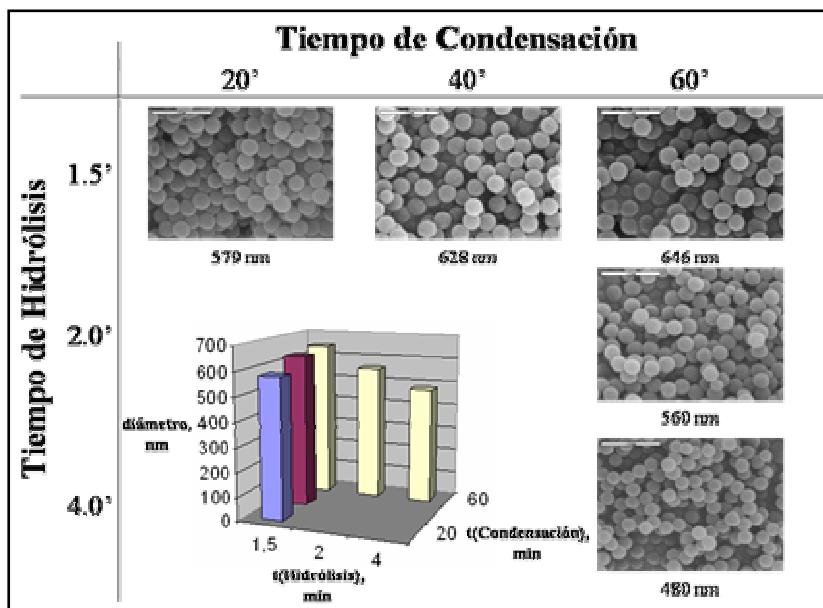 Tiempo de Condensación
20’ 40’ 60’
Tiempo de Hidrólisis
1.5’
579 nm 628 nm 646 nm
2.0’
560 nm
4.0’
480 nm
700
600
500
400
300
200
100
0
diámetro,
nm
1.5 2 4
t(Hidrólisis),
min
20 60
t(Condensación),
min